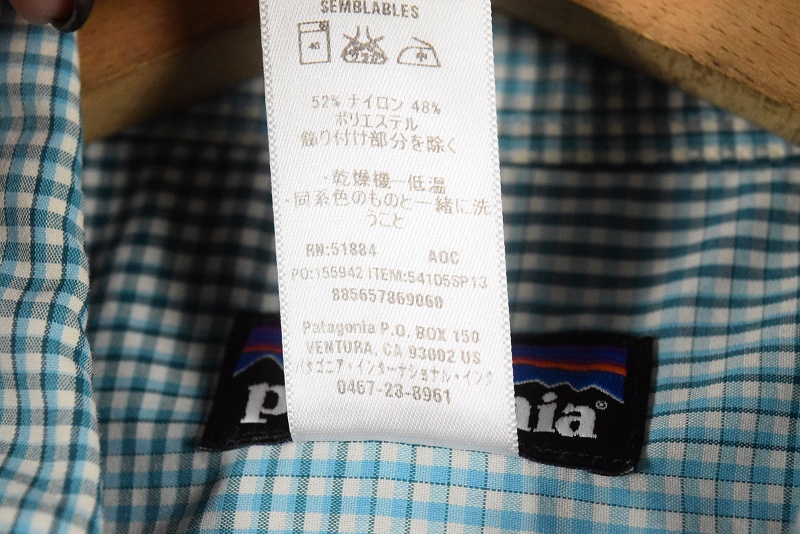 SEMBLABLES
52% ナイロン 48%
ポリエステル
飾り付け部分を除く
・乾燥機ー低温
・同系色のものと一緒に洗
うこと
RN:51884 AOC
PO:155942 ITEM:54105SP13
885657869060
Patagonia P.O. BOX 150
VENTURA, CA 93002 US
パタゴニア・インターナショナル・インク
0467-23-8961
p
nia®